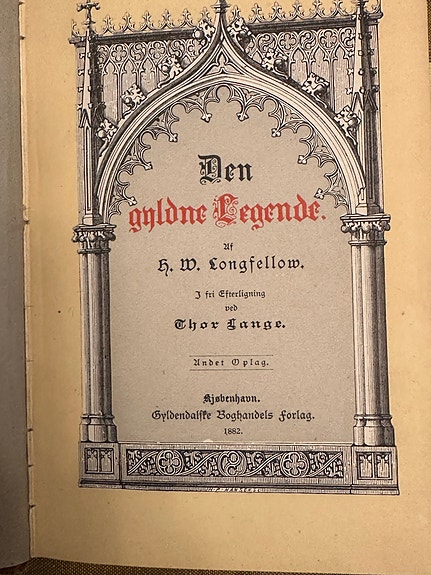 Den
gyldne Legende.
Af
H. W. Longfellow.
I fri Efterligning
ved
Thor Lange.
Andet Oplag.
Kjøbenhavn.
Gyldendalske Boghandels Forlag.
1882.